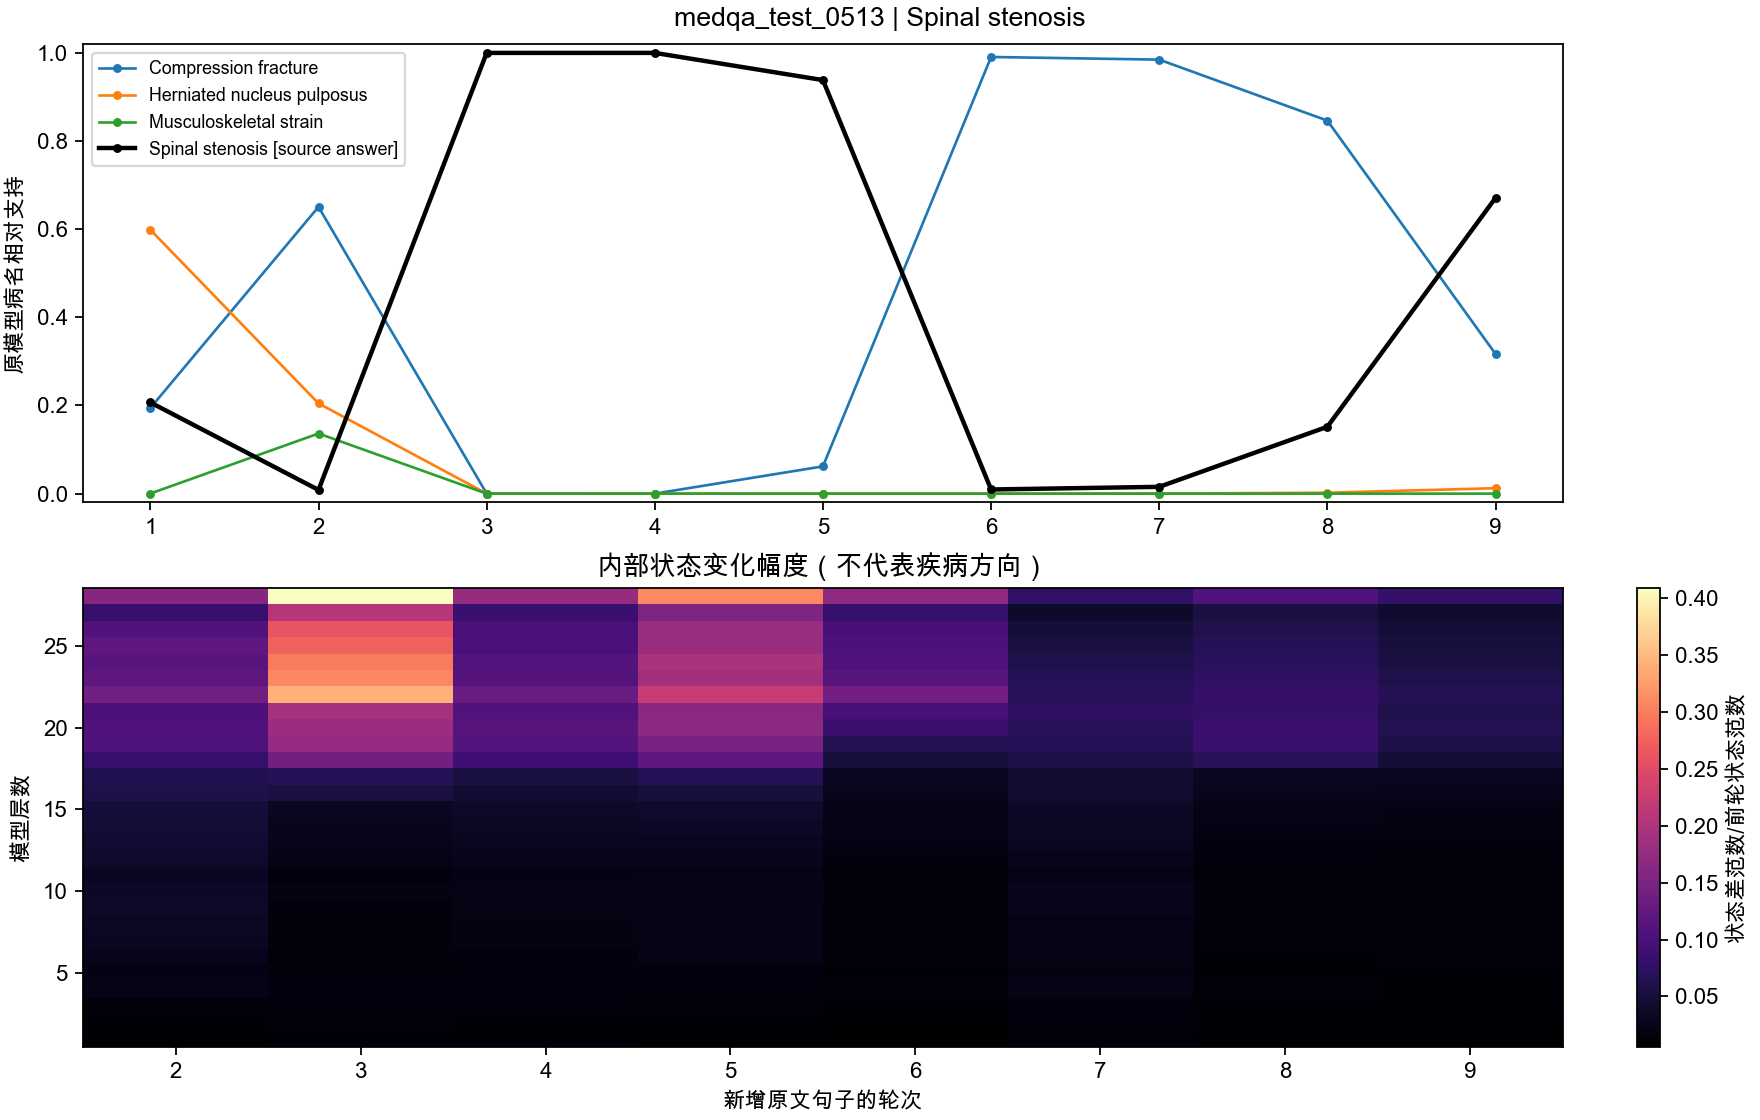 medqa_test_0513 | Spinal stenosis
原模型病名相对支持
1.0
0.8
0.6
0.4
0.2
0.0
Compression fracture
Herniated nucleus pulposus
Musculoskeletal strain
Spinal stenosis [source answer]
1 2 3 4 5 6 7 8 9
内部状态变化幅度（不代表疾病方向）
模型层数
25
20
15
10
5
2 3 4 5 6 7 8 9
新增原文句子的轮次
0.40
0.35
0.30
0.25
0.20
0.15
0.10
0.05
状态差范数/前轮状态范数